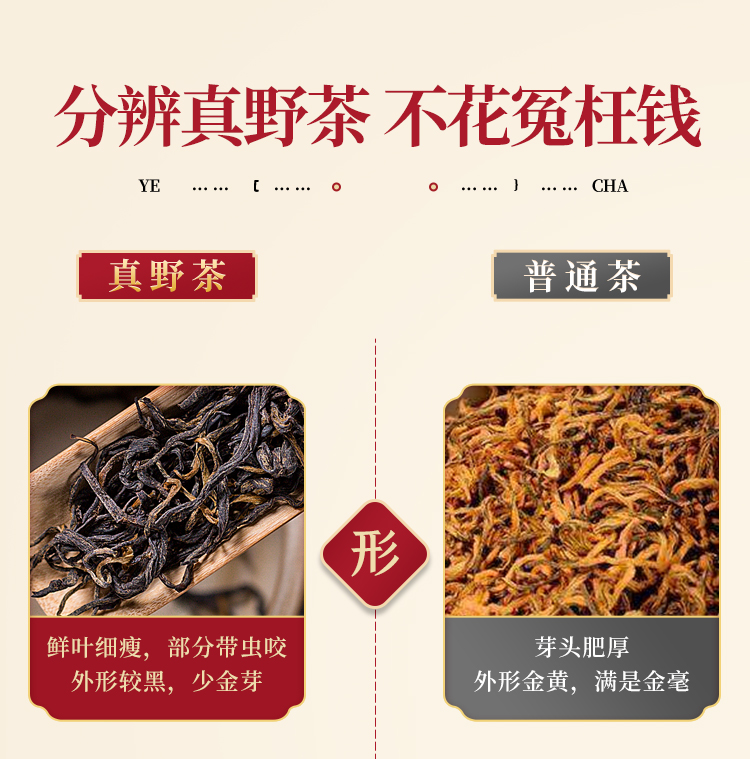 分辨真野茶 不花冤枉钱
YE …… 【 …… …… } …… CHA
真野茶
普通茶
形
鲜叶细瘦，部分带虫咬
外形较黑，少金芽
芽头肥厚
外形金黄，满是金毫